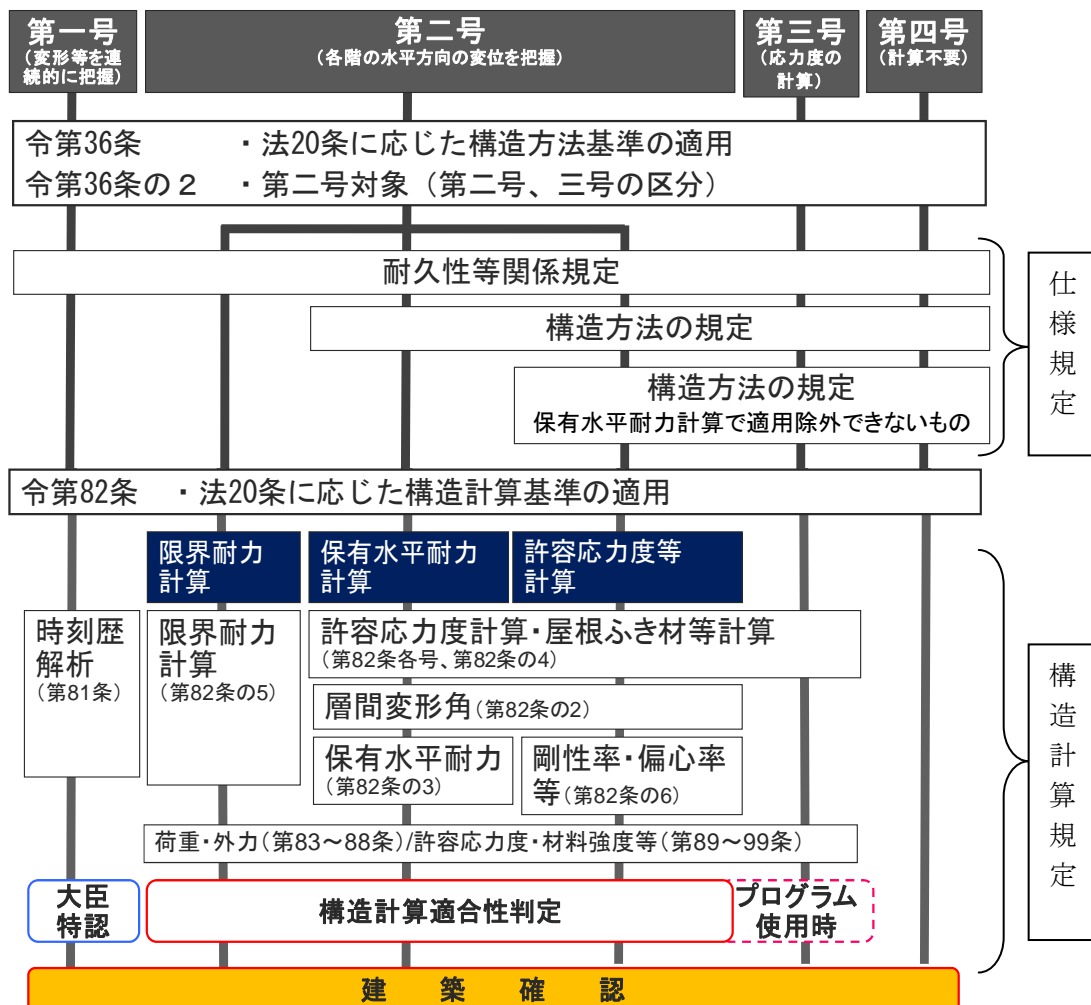 第一号
(変形等を連
続的に把握)
第二号
(各階の水平方向の変位を把握)
第三号
(応力度の
計算)
第四号
(計算不要)
令第36条 ・法20条に応じた構造方法基準の適用
令第36条の２ ・第二号対象（第二号、三号の区分）
耐久性等関係規定
構造方法の規定
構造方法の規定
保有水平耐力計算で適用除外できないもの
仕様規定
令第82条 ・法20条に応じた構造計算基準の適用
限界耐力
計算
保有水平耐力
計算
許容応力度等
計算
時刻歴
解析
(第81条)
限界耐力
計算
(第82条の5)
許容応力度計算・屋根ふき材等計算
(第82条各号、第82条の4)
層間変形角(第82条の2)
保有水平耐力
(第82条の3)
剛性率・偏心率
等(第82条の6)
荷重・外力(第83～88条)/許容応力度・材料強度等(第89～99条)
構造計算規定
大臣
特認
構造計算適合性判定
プログラム
使用時
建築確認